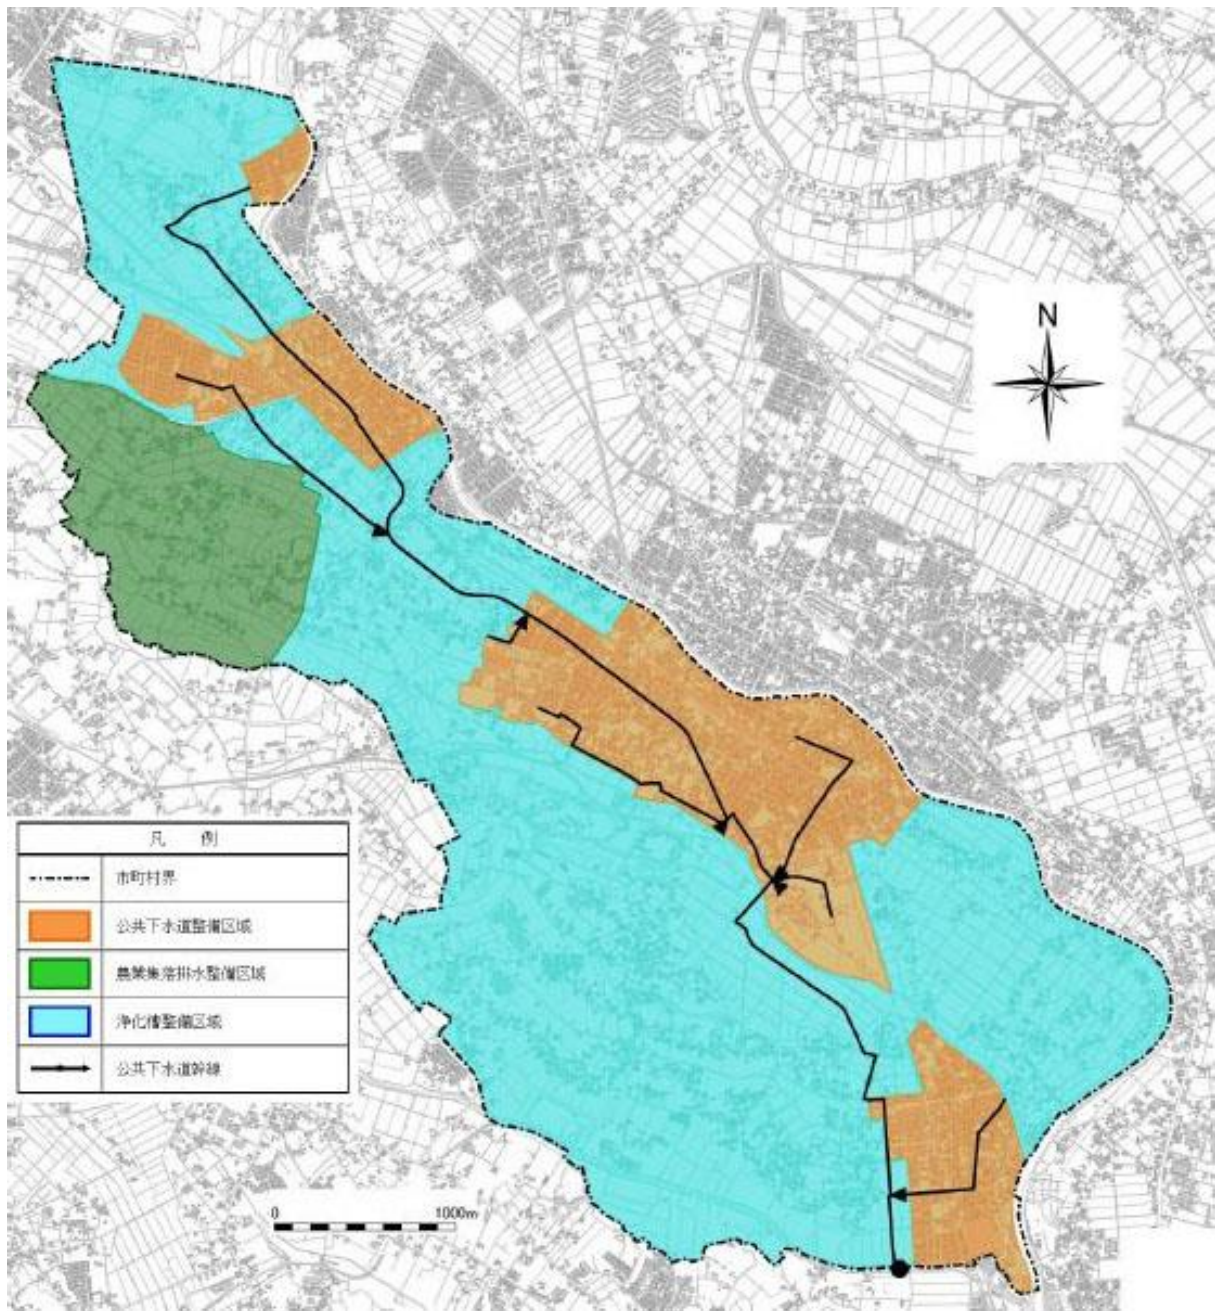 N
凡 例
市町村界
公共下水道整備区域
農業集落排水整備区域
浄化槽整備区域
公共下水道幹線
0 1000m